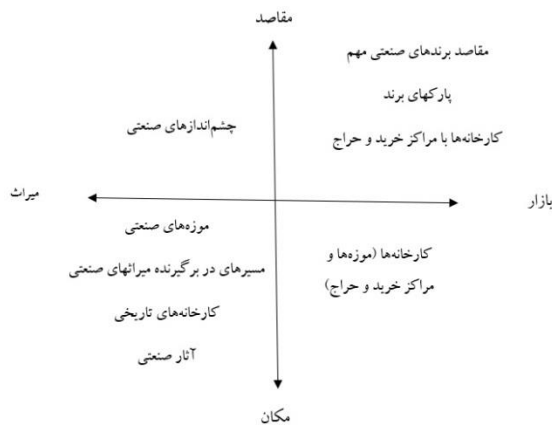 مقاصد
مقاصد برندهای صنعتی مهم
پارکهای برند
کارخانه‌ها با مراکز خرید و حراج
چشم‌اندازهای صنعتی
میراث
بازار
موزه‌های صنعتی
مسیرهای در برگیرنده میراثهای صنعتی
کارخانه‌های تاریخی
آثار صنعتی
کارخانه‌ها (موزه‌ها و
مراکز خرید و حراج)
مکان